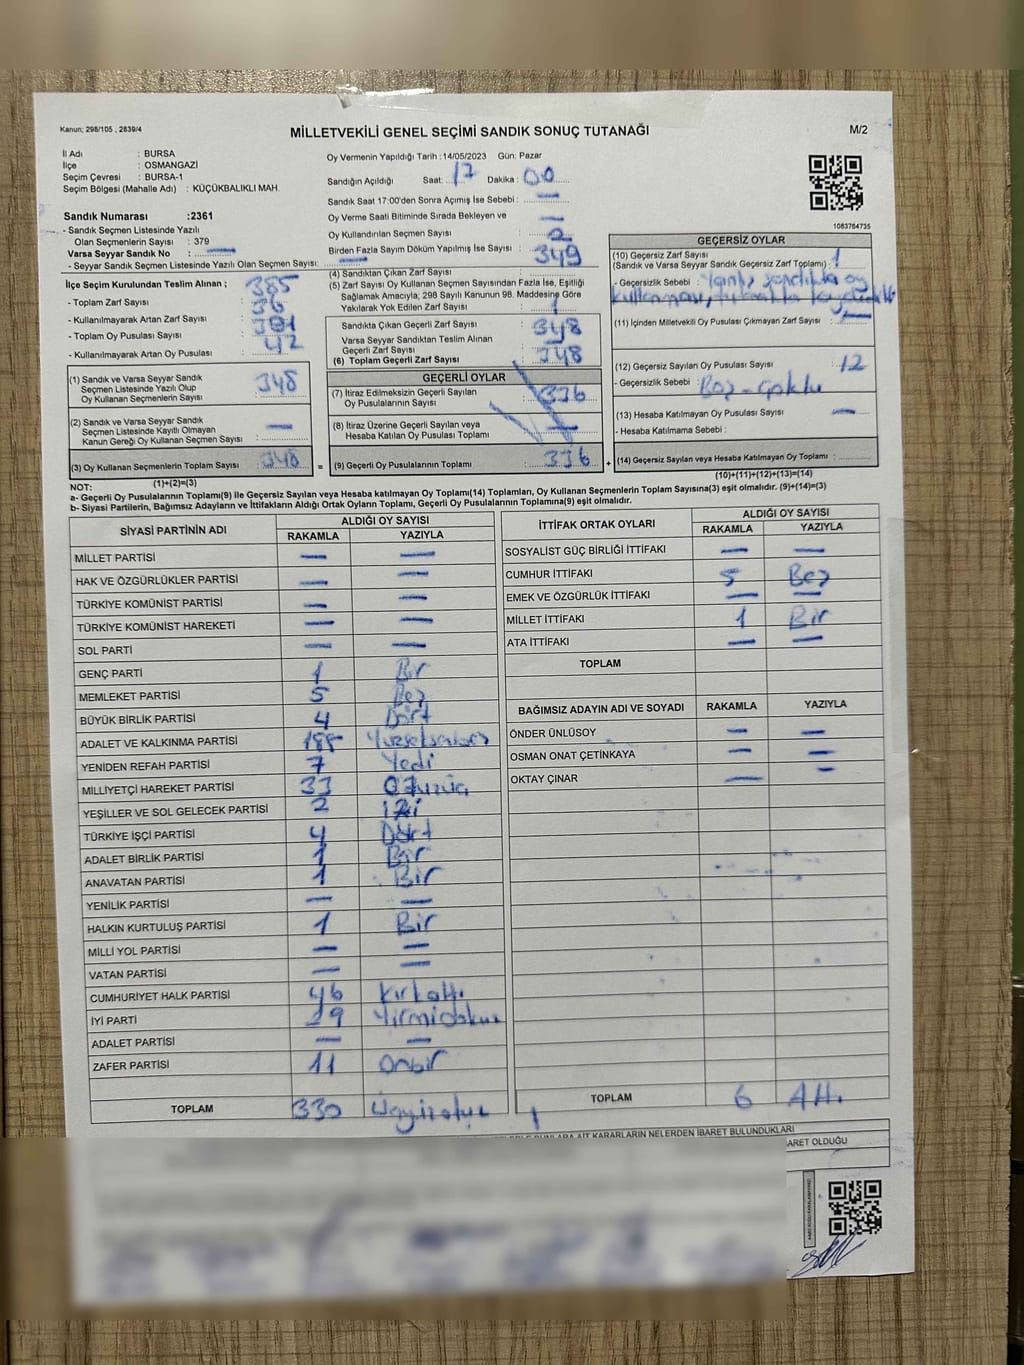 Kanun; 298/105 , 2839/4
MİLLETVEKİLİ GENEL SEÇİMİ SANDIK SONUÇ TUTANAĞI
M/2
İl Adı : BURSA
İlçe : OSMANGAZİ
Seçim Çevresi : BURSA-1
Seçim Bölgesi (Mahalle Adı) : KÜÇÜKBALIKLI MAH.
Sandık Numarası :2361
- Sandık Seçmen Listesinde Yazılı
Olan Seçmenlerin Sayısı : 379
Varsa Seyyar Sandık No : —
- Seyyar Sandık Seçmen Listesinde Yazılı Olan Seçmen Sayısı: —
İlçe Seçim Kurulundan Teslim Alınan ;
- Toplam Zarf Sayısı : 385
- Kullanılmayarak Artan Zarf Sayısı : 36
- Toplam Oy Pusulası Sayısı
- Kullanılmayarak Artan Oy Pusulası : 42
(1) Sandık ve Varsa Seyyar Sandık
Seçmen Listesinde Yazılı Olup
Oy Kullanan Seçmenlerin Sayısı : 348
(2) Sandık ve Varsa Seyyar Sandık
Seçmen Listesinde Kayıtlı Olmayan
Kanun Gereği Oy Kullanan Seçmen Sayısı : —
(3) Oy Kullanan Seçmenlerin Toplam Sayısı : 348
(1)+(2)=(3)
Oy Vermenin Yapıldığı Tarih : 14/05/2023 Gün: Pazar
Sandığın Açıldığı Saat: 17 Dakika : 00
Sandık Saat 17:00'den Sonra Açımış İse Sebebi : —
Oy Verme Saati Bitiminde Sırada Bekleyen ve —
Oy Kullandırılan Seçmen Sayısı : 2
Birden Fazla Sayım Döküm Yapılmış İse Sayısı :
(4) Sandıktan Çıkan Zarf Sayısı : 349
(5) Zarf Sayısı Oy Kullanan Seçmen Sayısından Fazla İse, Eşitliği
Sağlamak Amacıyla; 298 Sayılı Kanunun 98. Maddesine Göre
Yakılarak Yok Edilen Zarf Sayısı : 1
Sandıkta Çıkan Geçerli Zarf Sayısı : 348
Varsa Seyyar Sandıktan Teslim Alınan
Geçerli Zarf Sayısı :
(6) Toplam Geçerli Zarf Sayısı : 348
GEÇERLİ OYLAR
(7) İtiraz Edilmeksizin Geçerli Sayılan
Oy Pusulalarının Sayısı : 336
(8) İtiraz Üzerine Geçerli Sayılan veya
Hesaba Katılan Oy Pusulası Toplamı : —
= (9) Geçerli Oy Pusulalarının Toplamı : 336 +
1083764735
GEÇERSİZ OYLAR
(10) Geçersiz Zarf Sayısı
(Sandık ve Varsa Seyyar Sandık Geçersiz Zarf Toplamı) : 1
- Geçersizlik Sebebi : Yanlış sandıkta oy
kullanması,
(11) İçinden Milletvekili Oy Pusulası Çıkmayan Zarf Sayısı : —
(12) Geçersiz Sayılan Oy Pusulası Sayısı : 12
- Geçersizlik Sebebi : Boş
(13) Hesaba Katılmayan Oy Pusulası Sayısı : —
- Hesaba Katılmama Sebebi :
(14) Geçersiz Sayılan veya Hesaba Katılmayan Oy Toplamı :
(10)+(11)+(12)+(13)=(14)
NOT:
a- Geçerli Oy Pusulalarının Toplamı(9) ile Geçersiz Sayılan veya Hesaba katılmayan Oy Toplamı(14) Toplamları, Oy Kullanan Seçmenlerin Toplam Sayısına(3) eşit olmalıdır. (9)+(14)=(3)
b- Siyasi Partilerin, Bağımsız Adayların ve İttifakların Aldığı Ortak Oyların Toplamı, Geçerli Oy Pusulalarının Toplamına(9) eşit olmalıdır.
SİYASİ PARTİNİN ADI ALDIĞI OY SAYISI
RAKAMLA YAZIYLA
MİLLET PARTİSİ — —
HAK VE ÖZGÜRLÜKLER PARTİSİ — —
TÜRKİYE KOMÜNİST PARTİSİ — —
TÜRKİYE KOMÜNİST HAREKETİ — —
SOL PARTİ — —
GENÇ PARTİ 1 Bir
MEMLEKET PARTİSİ 5 Beş
BÜYÜK BİRLİK PARTİSİ 4 Dört
ADALET VE KALKINMA PARTİSİ 188 Yüzseksensekiz
YENİDEN REFAH PARTİSİ 7 Yedi
MİLLİYETÇİ HAREKET PARTİSİ 33 Otuzüç
YEŞİLLER VE SOL GELECEK PARTİSİ 2 İki
TÜRKİYE İŞÇİ PARTİSİ 4 Dört
ADALET BİRLİK PARTİSİ 1 Bir
ANAVATAN PARTİSİ 1 Bir
YENİLİK PARTİSİ — —
HALKIN KURTULUŞ PARTİSİ 1 Bir
MİLLİ YOL PARTİSİ — —
VATAN PARTİSİ — —
CUMHURİYET HALK PARTİSİ 46 Kırkaltı
İYİ PARTİ 29 Yirmidokuz
ADALET PARTİSİ — —
ZAFER PARTİSİ 11 Onbir
TOPLAM 330 Üçyüzotuz
İTTİFAK ORTAK OYLARI ALDIĞI OY SAYISI
RAKAMLA YAZIYLA
SOSYALİST GÜÇ BİRLİĞİ İTTİFAKI — —
CUMHUR İTTİFAKI 5 Beş
EMEK VE ÖZGÜRLÜK İTTİFAKI — —
MİLLET İTTİFAKI 1 Bir
ATA İTTİFAKI — —
TOPLAM
BAĞIMSIZ ADAYIN ADI VE SOYADI RAKAMLA YAZIYLA
ÖNDER ÜNLÜSOY — —
OSMAN ONAT ÇETİNKAYA — —
OKTAY ÇINAR — —
TOPLAM 6 Altı
KARARLARIN NELERDEN İBARET BULUNDUKLARI